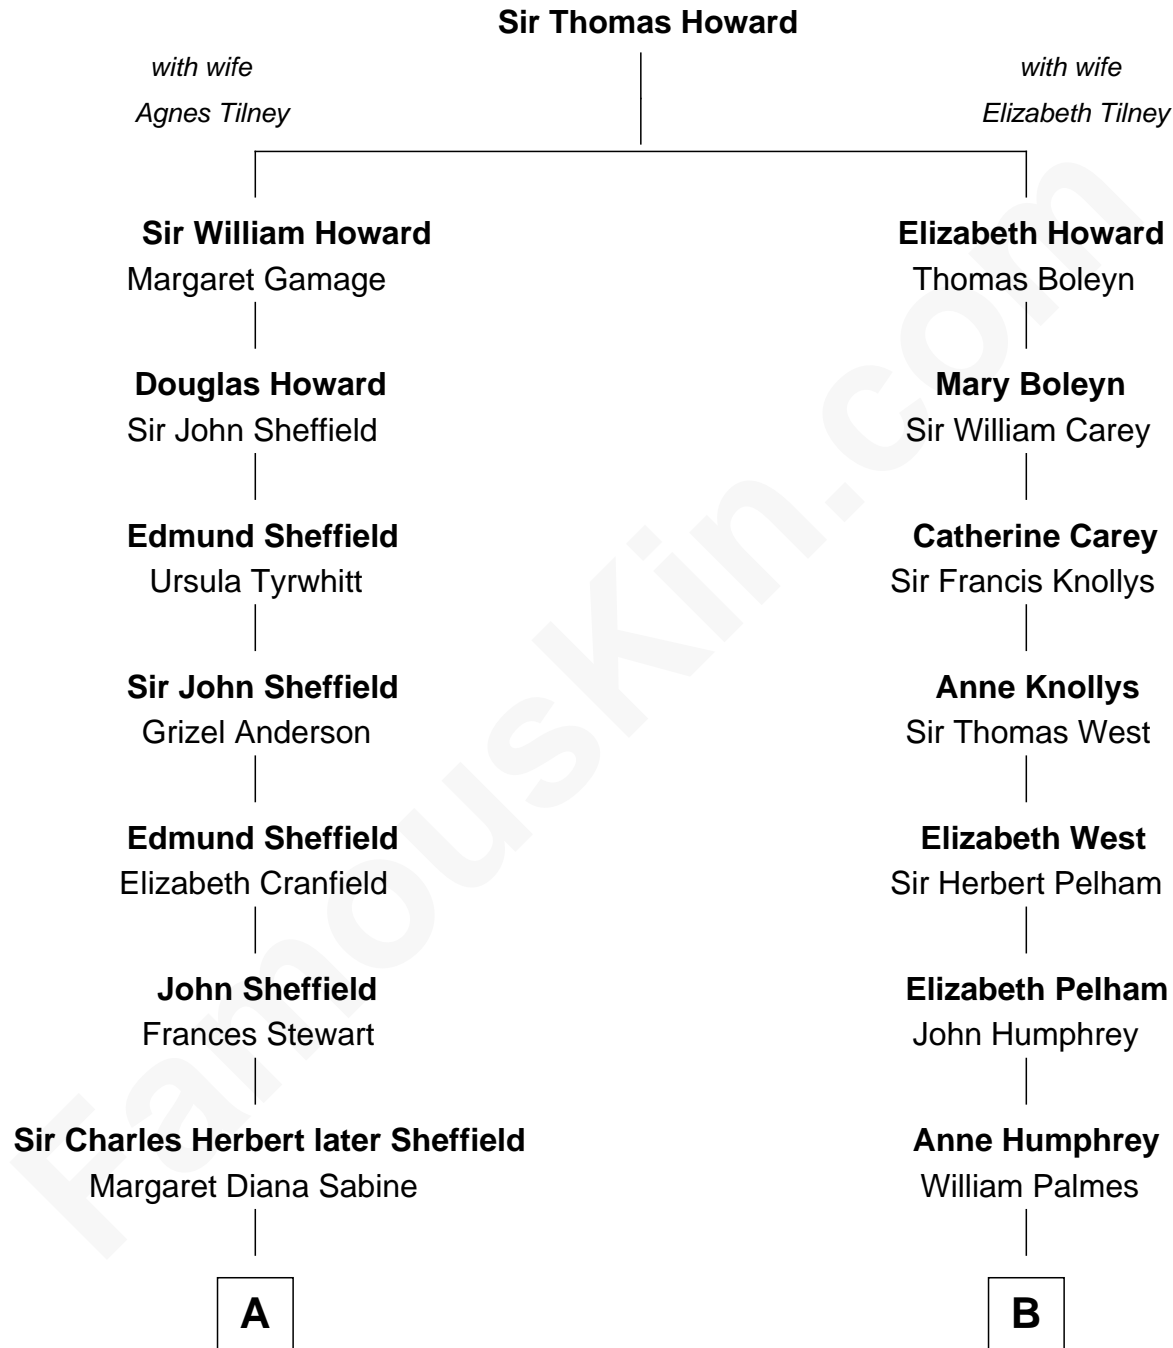 Sir Thomas Howard
with wife
Agnes Tilney
with wife
Elizabeth Tilney
Sir William Howard
Margaret Gamage
Elizabeth Howard
Thomas Boleyn
Douglas Howard
Sir John Sheffield
Mary Boleyn
Sir William Carey
Edmund Sheffield
Ursula Tyrwhitt
Catherine Carey
Sir Francis Knollys
Sir John Sheffield
Grizel Anderson
Anne Knollys
Sir Thomas West
Edmund Sheffield
Elizabeth Cranfield
Elizabeth West
Sir Herbert Pelham
John Sheffield
Frances Stewart
Elizabeth Pelham
John Humphrey
Sir Charles Herbert later Sheffield
Margaret Diana Sabine
Anne Humphrey
William Palmes
A
B
FamousKin.com